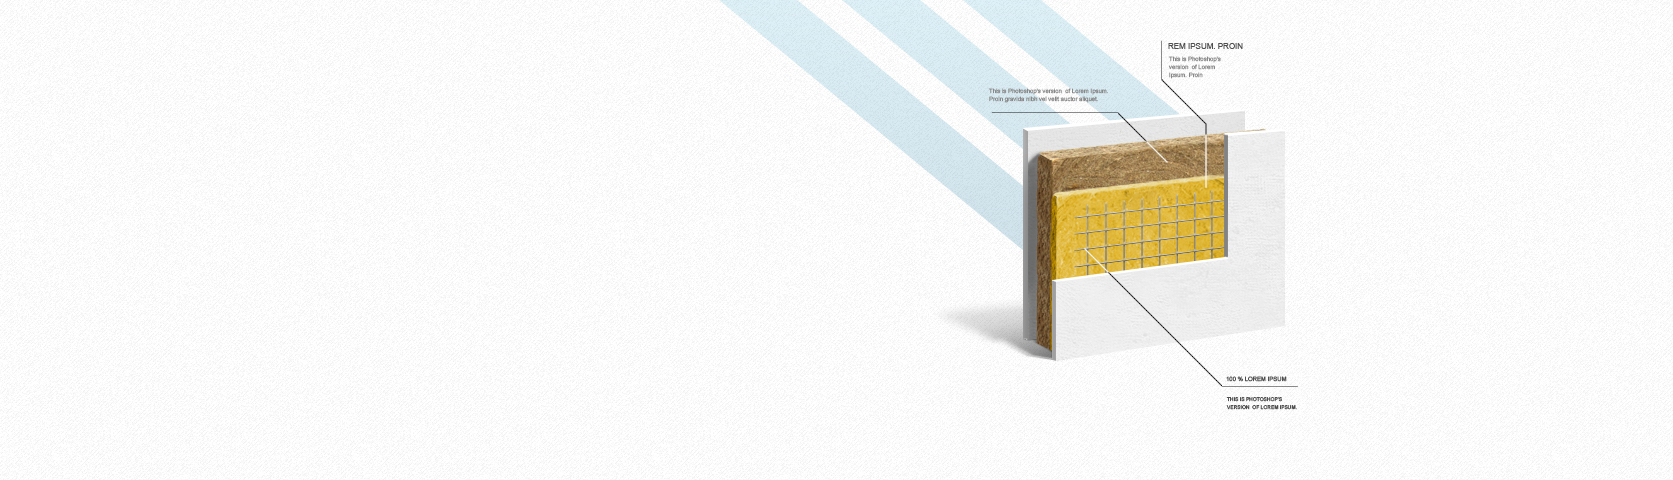 REM IPSUM. PROIN
This is Photoshop's
version of Lorem
Ipsum. Proin
This is Photoshop's version of Lorem Ipsum.
Proin gravida nibh vel velit auctor aliquet.
100 % LOREM IPSUM
THIS IS PHOTOSHOP'S
VERSION OF LOREM IPSUM.